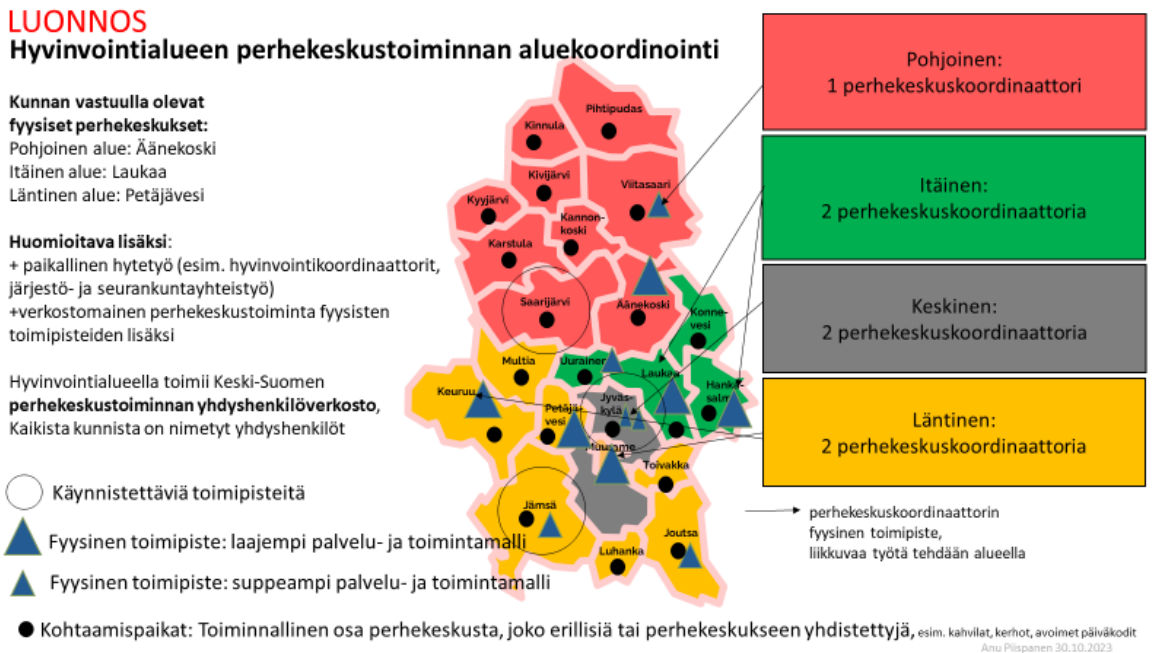 LUONNOS
Hyvinvointialueen perhekeskustoiminnan aluekoordinointi
Kunnan vastuulla olevat
fyysiset perhekeskukset:
Pohjoinen alue: Äänekoski
Itäinen alue: Laukaa
Läntinen alue: Petäjävesi
Huomioitava lisäksi:
+ paikallinen hytetyö (esim. hyvinvointikoordinaattorit,
järjestö- ja seurankuntayhteistyö)
+verkostomainen perhekeskustoiminta fyysisten
toimipisteiden lisäksi
Hyvinvointialueella toimii Keski-Suomen
perhekeskustoiminnan yhdyshenkilöverkosto,
Kaikista kunnista on nimetyt yhdyshenkilöt
Käynnistettäviä toimipisteitä
Fyysinen toimipiste: laajempi palvelu- ja toimintamalli
Fyysinen toimipiste: suppeampi palvelu- ja toimintamalli
Kohtaamispaikat: Toiminnallinen osa perhekeskusta, joko erillisiä tai perhekeskukseen yhdistettyjä, esim. kahvilat, kerhot, avoimet päiväkodit
Anu Piispanen 30.10.2023
Pihtipudas
Kinnula
Kivijärvi
Viitasaari
Kyyjärvi
Kannon-
koski
Karstula
Saarijärvi
Äänekoski
Konne-
vesi
Multia
Uurainen
Laukaa
Keuruu
Hanka-
salmi
Jyväs-
kylä
Petäjä-
vesi
Muurame
Toivakka
Jämsä
Joutsa
Luhanka
Pohjoinen:
1 perhekeskuskoordinaattori
Itäinen:
2 perhekeskuskoordinaattoria
Keskinen:
2 perhekeskuskoordinaattoria
Läntinen:
2 perhekeskuskoordinaattoria
perhekeskuskoordinaattorin
fyysinen toimipiste,
liikkuvaa työtä tehdään alueella